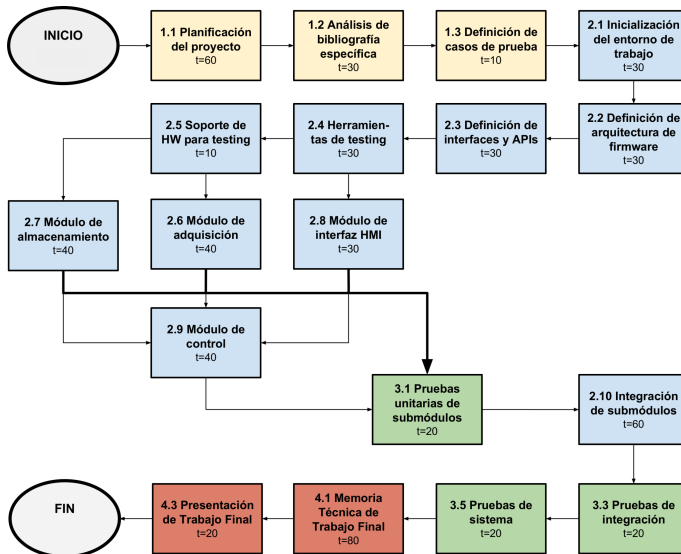 INICIO
1.1 Planificación
del proyecto
t=60
1.2 Análisis de
bibliografía
específica
t=30
1.3 Definición de
casos de prueba
t=10
2.1 Inicialización
del entorno de
trabajo
t=30
2.5 Soporte de
HW para testing
t=10
2.4 Herramien-
tas de testing
t=30
2.3 Definición de
interfaces y APIs
t=30
2.2 Definición de
arquitectura de
firmware
t=30
2.7 Módulo de
almacenamiento
t=40
2.6 Módulo de
adquisición
t=40
2.8 Módulo de
interfaz HMI
t=30
2.9 Módulo de
control
t=40
3.1 Pruebas
unitarias de
submódulos
t=20
2.10 Integración
de submódulos
t=60
FIN
4.3 Presentación
de Trabajo Final
t=20
4.1 Memoria
Técnica de
Trabajo Final
t=80
3.5 Pruebas de
sistema
t=20
3.3 Pruebas de
integración
t=20